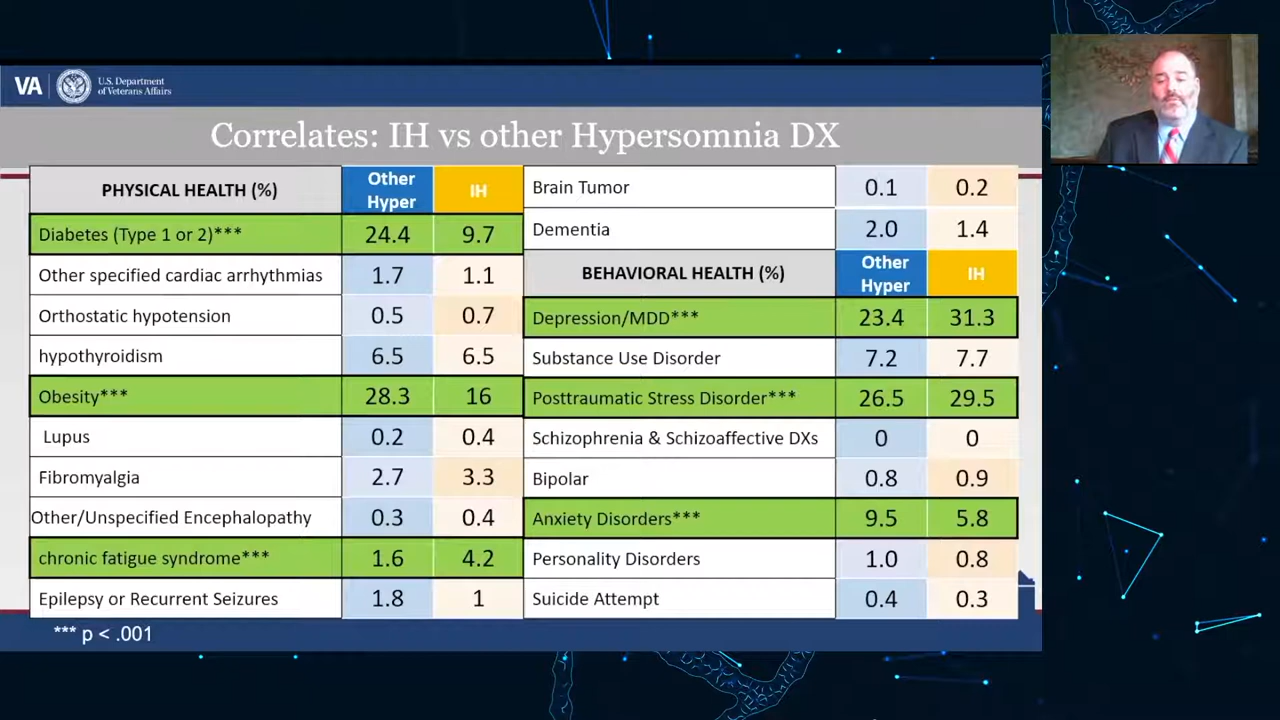 VA
U.S. Department
of Veterans Affairs
Correlates: IH vs other Hypersomnia DX
PHYSICAL HEALTH (%) Other Hyper IH
Diabetes (Type 1 or 2)*** 24.4 9.7
Other specified cardiac arrhythmias 1.7 1.1
Orthostatic hypotension 0.5 0.7
hypothyroidism 6.5 6.5
Obesity*** 28.3 16
Lupus 0.2 0.4
Fibromyalgia 2.7 3.3
Other/Unspecified Encephalopathy 0.3 0.4
chronic fatigue syndrome*** 1.6 4.2
Epilepsy or Recurrent Seizures 1.8 1
Brain Tumor 0.1 0.2
Dementia 2.0 1.4
BEHAVIORAL HEALTH (%) Other Hyper IH
Depression/MDD*** 23.4 31.3
Substance Use Disorder 7.2 7.7
Posttraumatic Stress Disorder*** 26.5 29.5
Schizophrenia & Schizoaffective DXs 0 0
Bipolar 0.8 0.9
Anxiety Disorders*** 9.5 5.8
Personality Disorders 1.0 0.8
Suicide Attempt 0.4 0.3
*** p < .001